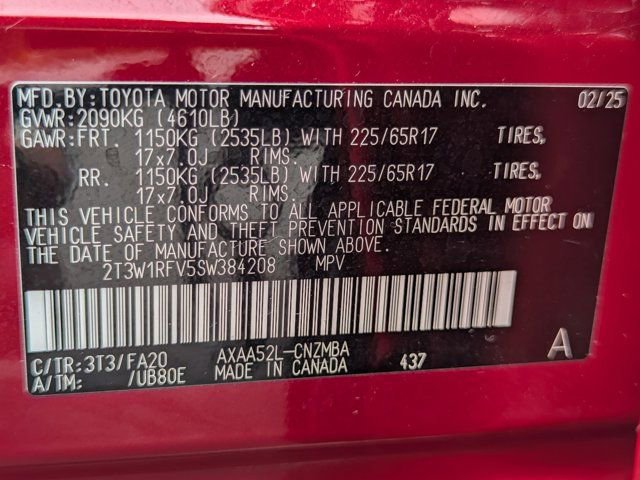 MFD.BY:TOYOTA MOTOR MANUFACTURING CANADA INC. 02/25
GVWR:2090KG (4610LB)
GAWR:FRT. 1150KG (2535LB) WITH 225/65R17 TIRES,
17x7.0J RIMS.
RR. 1150KG (2535LB) WITH 225/65R17 TIRES,
17x7.0J RIMS.
THIS VEHICLE CONFORMS TO ALL APPLICABLE FEDERAL MOTOR
VEHICLE SAFETY AND THEFT PREVENTION STANDARDS IN EFFECT ON
THE DATE OF MANUFACTURE SHOWN ABOVE.
2T3W1RFV5SW384208 MPV
C/TR:3T3/FA20 AXAA52L-CNZMBA 437 A
A/TM: /UB80E MADE IN CANADA